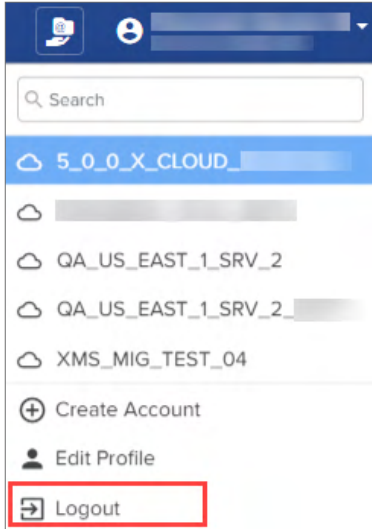 Search
5_0_0_X_CLOUD_
QA_US_EAST_1_SRV_2
QA_US_EAST_1_SRV_2_
XMS_MIG_TEST_04
Create Account
Edit Profile
Logout